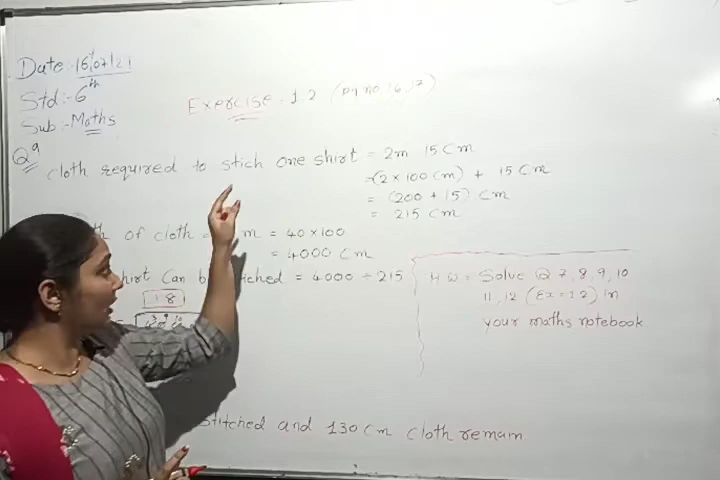 Date :- 16/07/21
Std :- 6th
Sub :- Maths
Exercise :- 1.2 (pg no. 16, 17)
Q9
cloth required to stich one shirt = 2m 15 cm
= (2 × 100 cm) + 15 cm
= (200 + 15) cm
= 215 cm
th of cloth = m = 40 × 100
= 4000 cm
hirt can b ched = 4000 ÷ 215
18
Stitched and 130 cm cloth remain
H W = Solve Q 7, 8, 9, 10
11, 12 (Ex = 1.2) in
your maths notebook